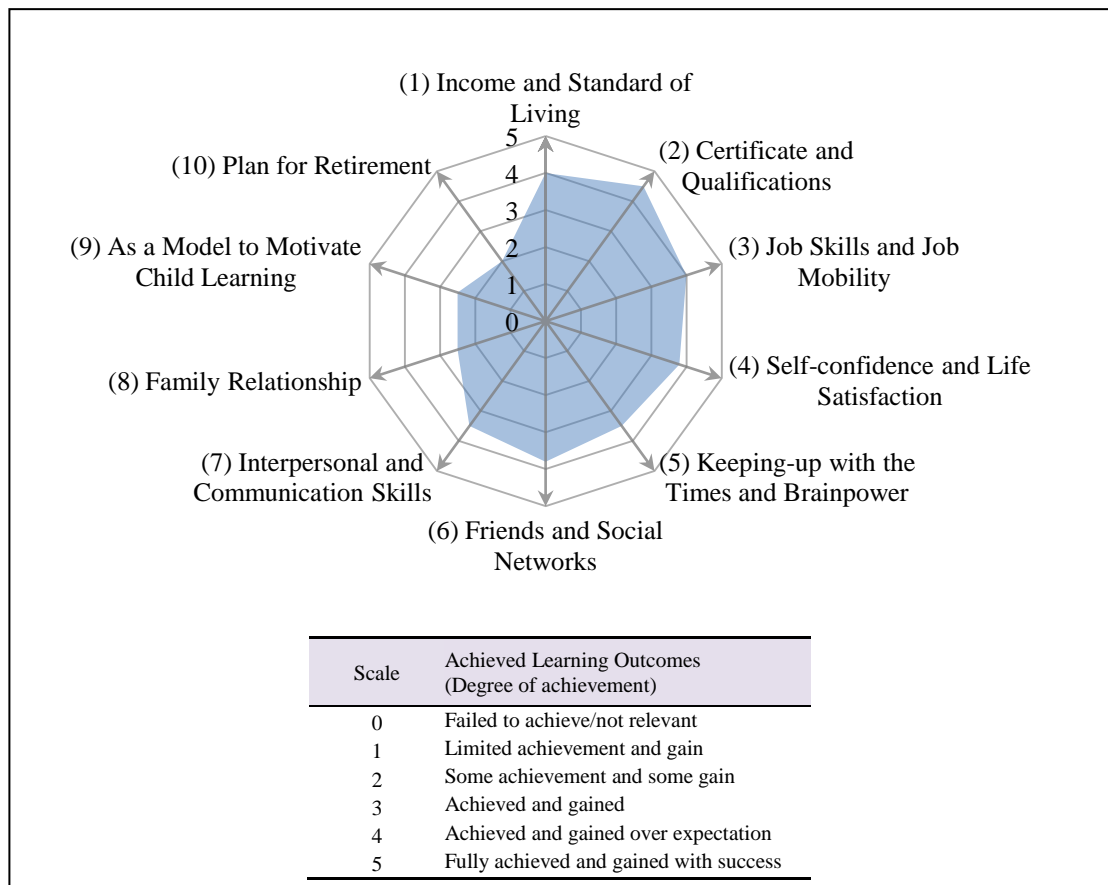 (1) Income and Standard of
Living
(2) Certificate and
Qualifications
(3) Job Skills and Job
Mobility
(4) Self-confidence and Life
Satisfaction
(5) Keeping-up with the
Times and Brainpower
(6) Friends and Social
Networks
(7) Interpersonal and
Communication Skills
(8) Family Relationship
(9) As a Model to Motivate
Child Learning
(10) Plan for Retirement
5
4
3
2
1
0
Scale Achieved Learning Outcomes
(Degree of achievement)
0 Failed to achieve/not relevant
1 Limited achievement and gain
2 Some achievement and some gain
3 Achieved and gained
4 Achieved and gained over expectation
5 Fully achieved and gained with success